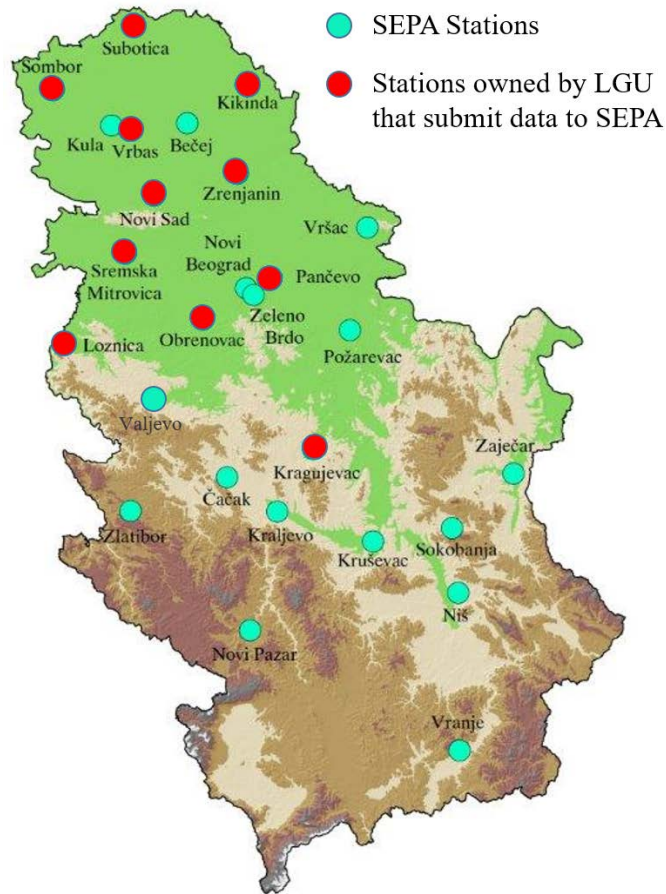 SEPA Stations
Stations owned by LGU
that submit data to SEPA
Subotica
Sombor
Kikinda
Kula
Vrbas
Bečej
Zrenjanin
Novi Sad
Vršac
Novi
Beograd
Sremska
Mitrovica
Pančevo
Zeleno
Brdo
Obrenovac
Požarevac
Loznica
Valjevo
Kragujevac
Zaječar
Čačak
Zlatibor
Kraljevo
Kruševac
Sokobanja
Niš
Novi Pazar
Vranje